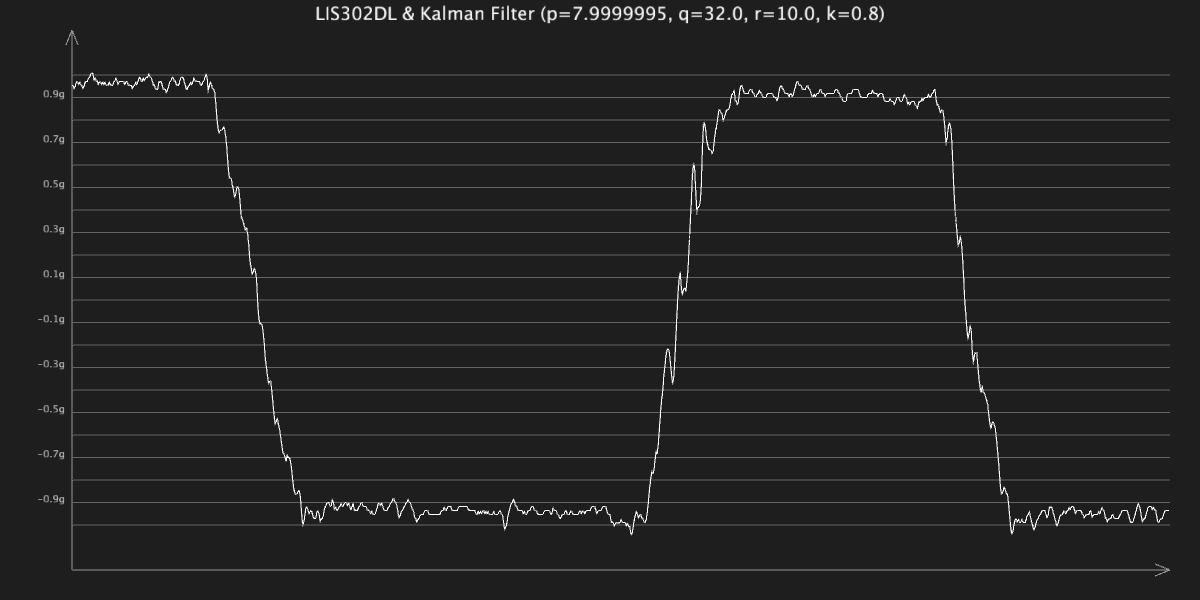 LIS302DL & Kalman Filter (p=7.9999995, q=32.0, r=10.0, k=0.8)
0.9g
0.7g
0.5g
0.3g
0.1g
-0.1g
-0.3g
-0.5g
-0.7g
-0.9g